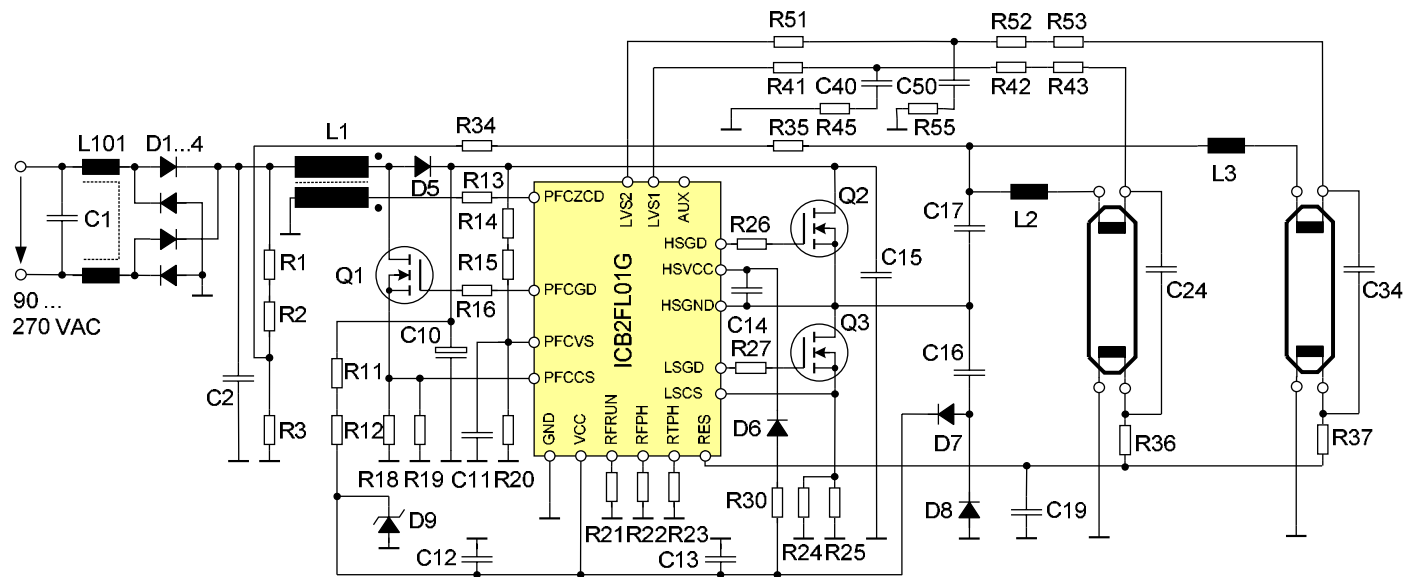 R51
R52
R53
R41
C40
C50
R42
R43
R45
R55
R34
R35
L101
D1...4
L1
L3
D5
R13
PFCZCD
LVS2
LVS1
AUX
Q2
C1
R14
R26
HSGD
C17
L2
R1
Q1
R15
HSVCC
C15
R2
R16
PFCGD
ICB2FL01G
HSGND
C24
C34
90 ...
270 VAC
C10
C14
Q3
PFCVS
R27
LSGD
C16
R11
PFCCS
LSCS
C2
R3
R12
D6
D7
GND
VCC
RFRUN
RFPH
RTPH
RES
R36
R37
R18
R19
C11
R20
R30
D8
C19
D9
R21
R22
R23
R24
R25
C12
C13